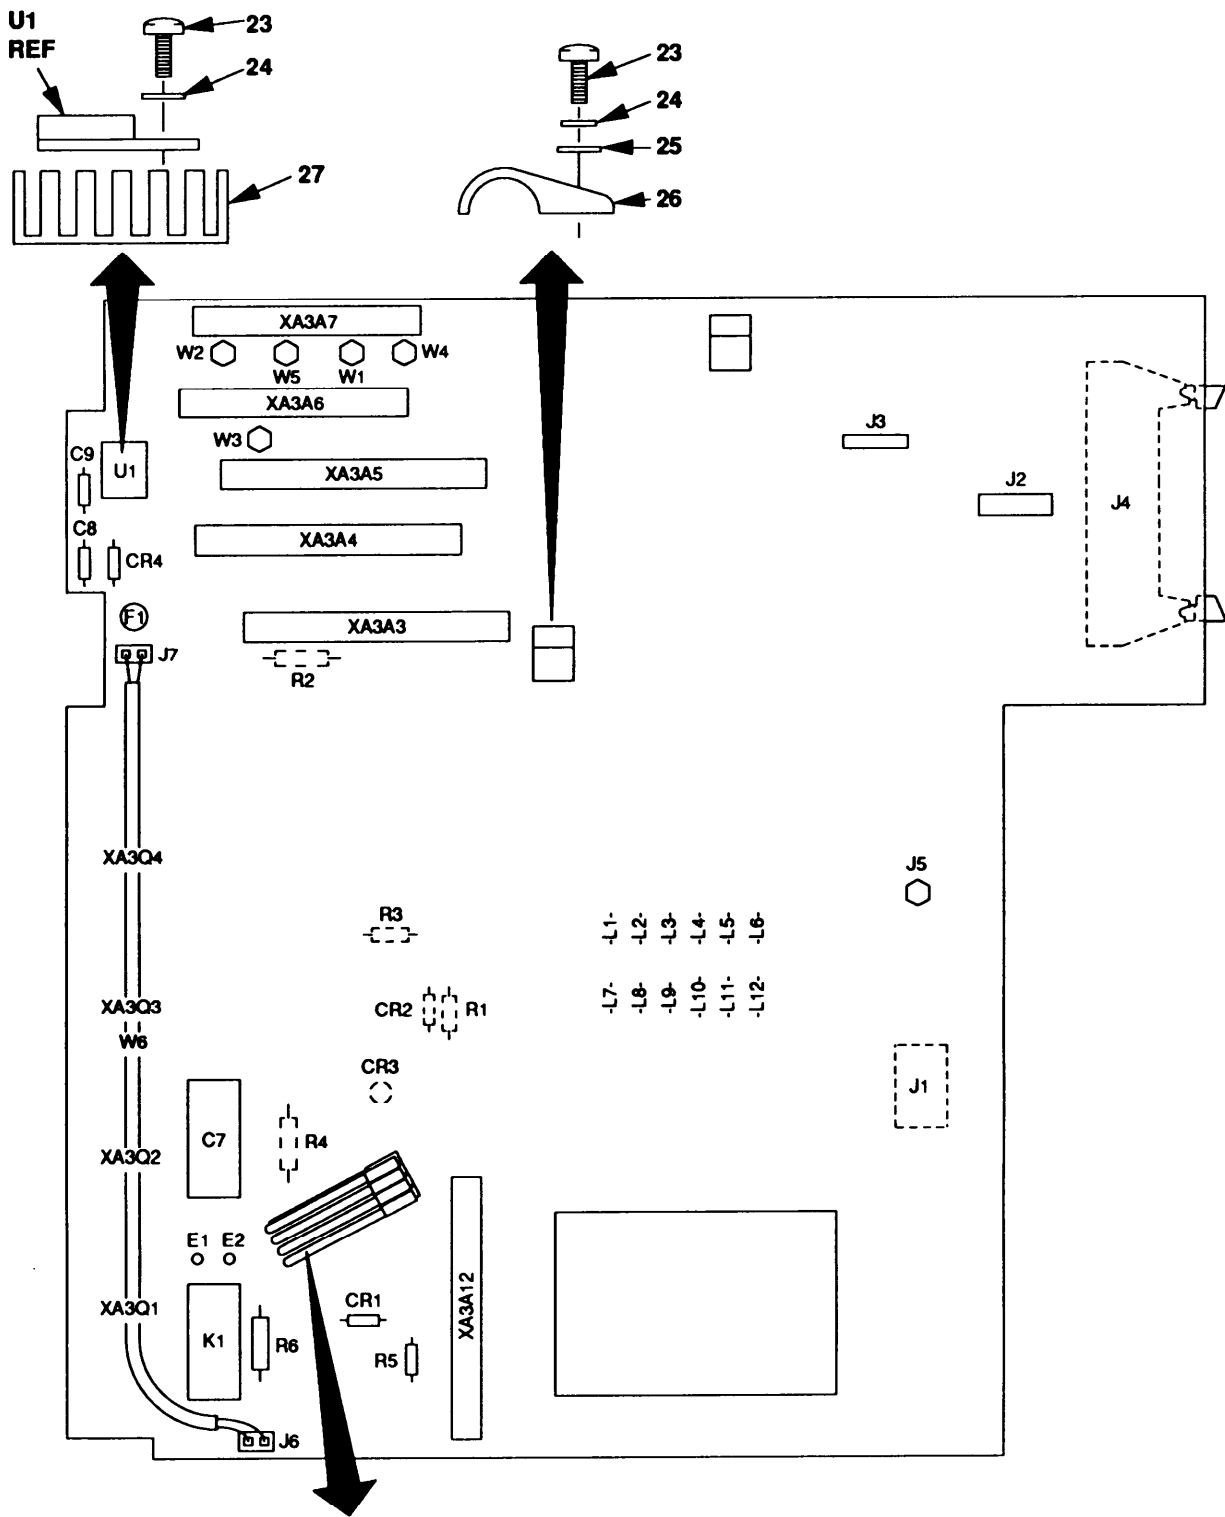 U1
REF
23
24
27
23
24
25
26
XA3A7
W2
W5
W1
W4
XA3A6
W3
J3
C9
U1
XA3A5
J2
J4
C8
CR4
XA3A4
F1
XA3A3
J7
R2
XA3Q4
J5
R3
-L1-
-L2-
-L3-
-L4-
-L5-
-L6-
XA3Q3
W6
CR2
R1
-L7-
-L8-
-L9-
-L10-
-L11-
-L12-
CR3
J1
C7
R4
XA3Q2
E1
E2
XA3Q1
CR1
XA3A12
K1
R6
R5
J6